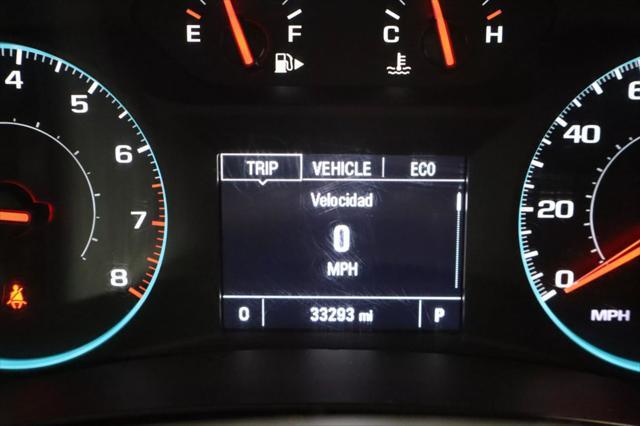 E F C H
4 5 6 7 8
TRIP VEHICLE ECO
Velocidad
0
MPH
0 33293 mi P
40
20
0
MPH